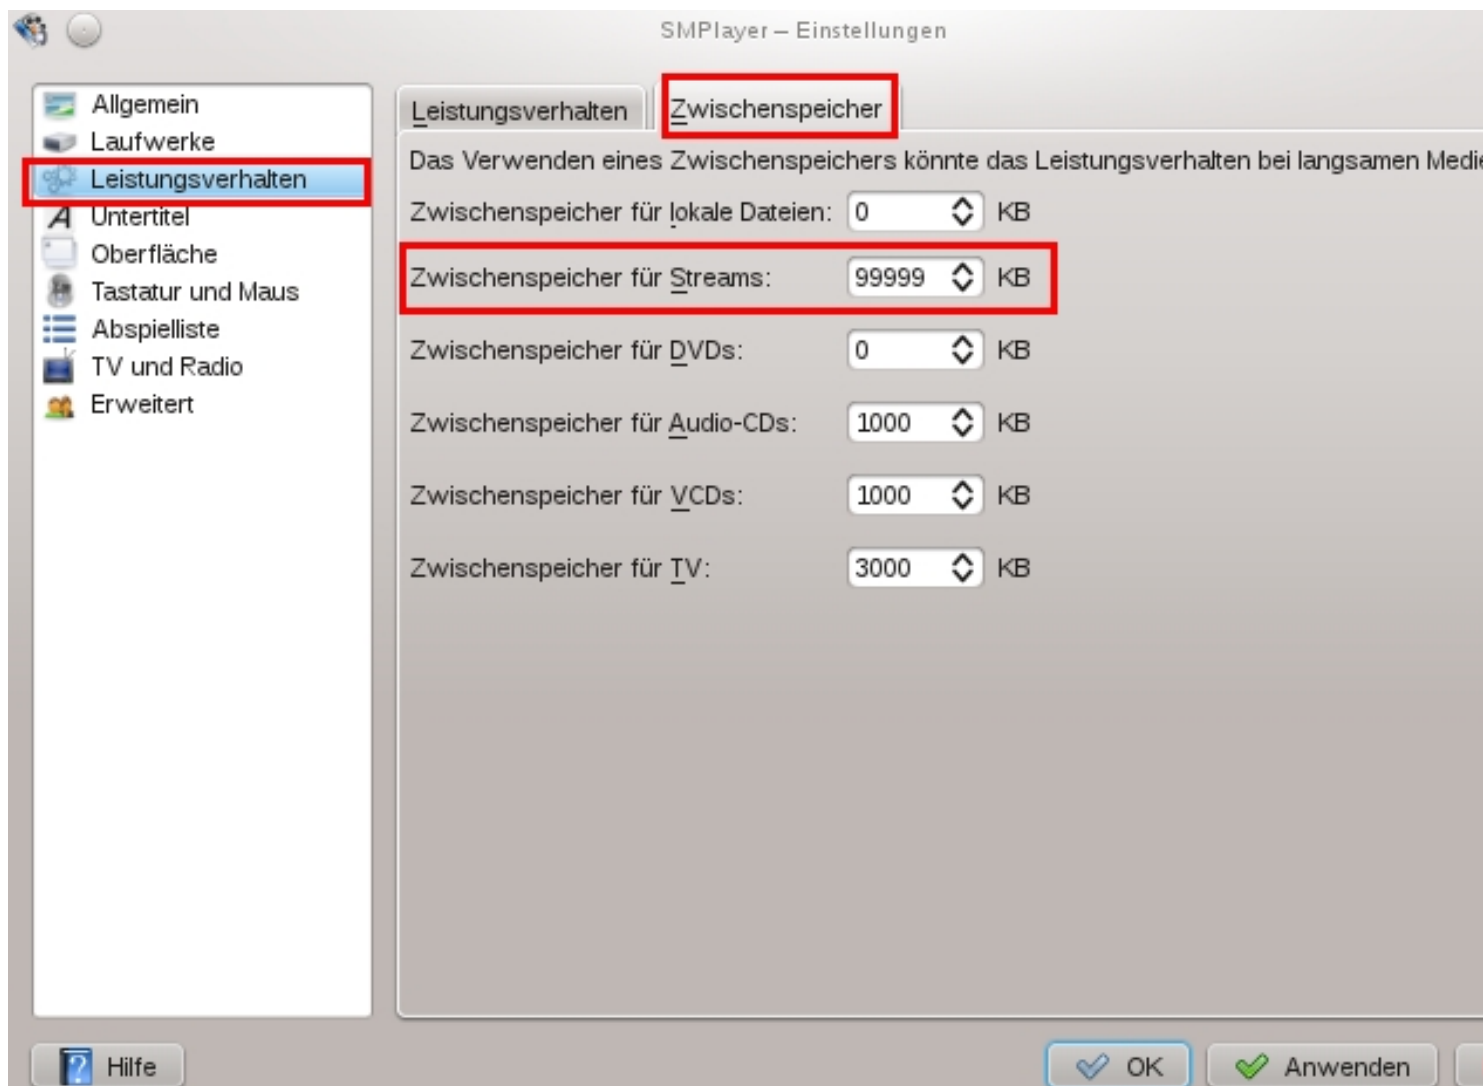 SMPlayer – Einstellungen
Allgemein
Laufwerke
Leistungsverhalten
Untertitel
Oberfläche
Tastatur und Maus
Abspielliste
TV und Radio
Erweitert
Leistungsverhalten
Zwischenspeicher
Das Verwenden eines Zwischenspeichers könnte das Leistungsverhalten bei langsamen Medie
Zwischenspeicher für lokale Dateien: 0 KB
Zwischenspeicher für Streams: 99999 KB
Zwischenspeicher für DVDs: 0 KB
Zwischenspeicher für Audio-CDs: 1000 KB
Zwischenspeicher für VCDs: 1000 KB
Zwischenspeicher für TV: 3000 KB
Hilfe
OK
Anwenden